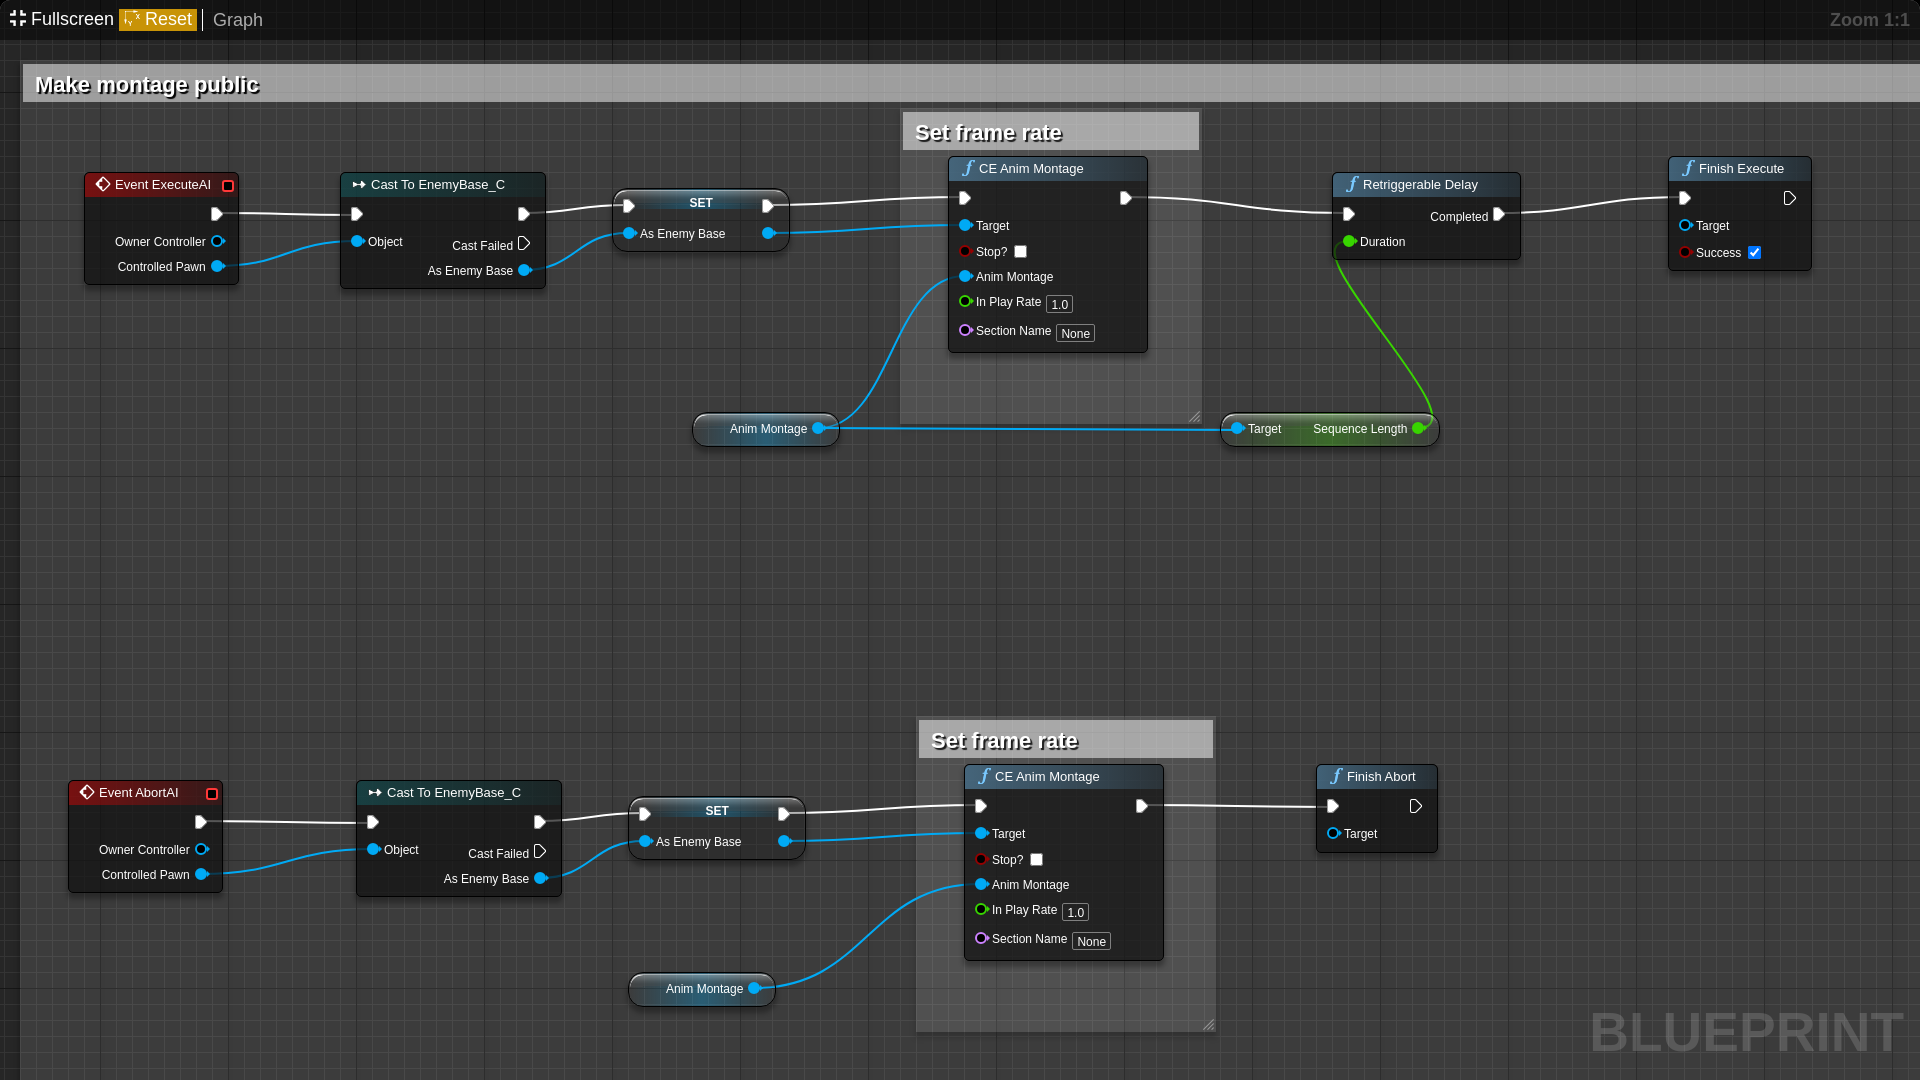 Fullscreen Reset Graph Zoom 1:1
Make montage public
Set frame rate
Event ExecuteAI
Owner Controller
Controlled Pawn
Cast To EnemyBase_C
Object
Cast Failed
As Enemy Base
SET
As Enemy Base
CE Anim Montage
Target
Stop?
Anim Montage
In Play Rate 1.0
Section Name None
Retriggerable Delay
Completed
Duration
Finish Execute
Target
Success
Anim Montage
Target Sequence Length
Set frame rate
Event AbortAI
Owner Controller
Controlled Pawn
Cast To EnemyBase_C
Object
Cast Failed
As Enemy Base
SET
As Enemy Base
CE Anim Montage
Target
Stop?
Anim Montage
In Play Rate 1.0
Section Name None
Finish Abort
Target
Anim Montage
BLUEPRINT